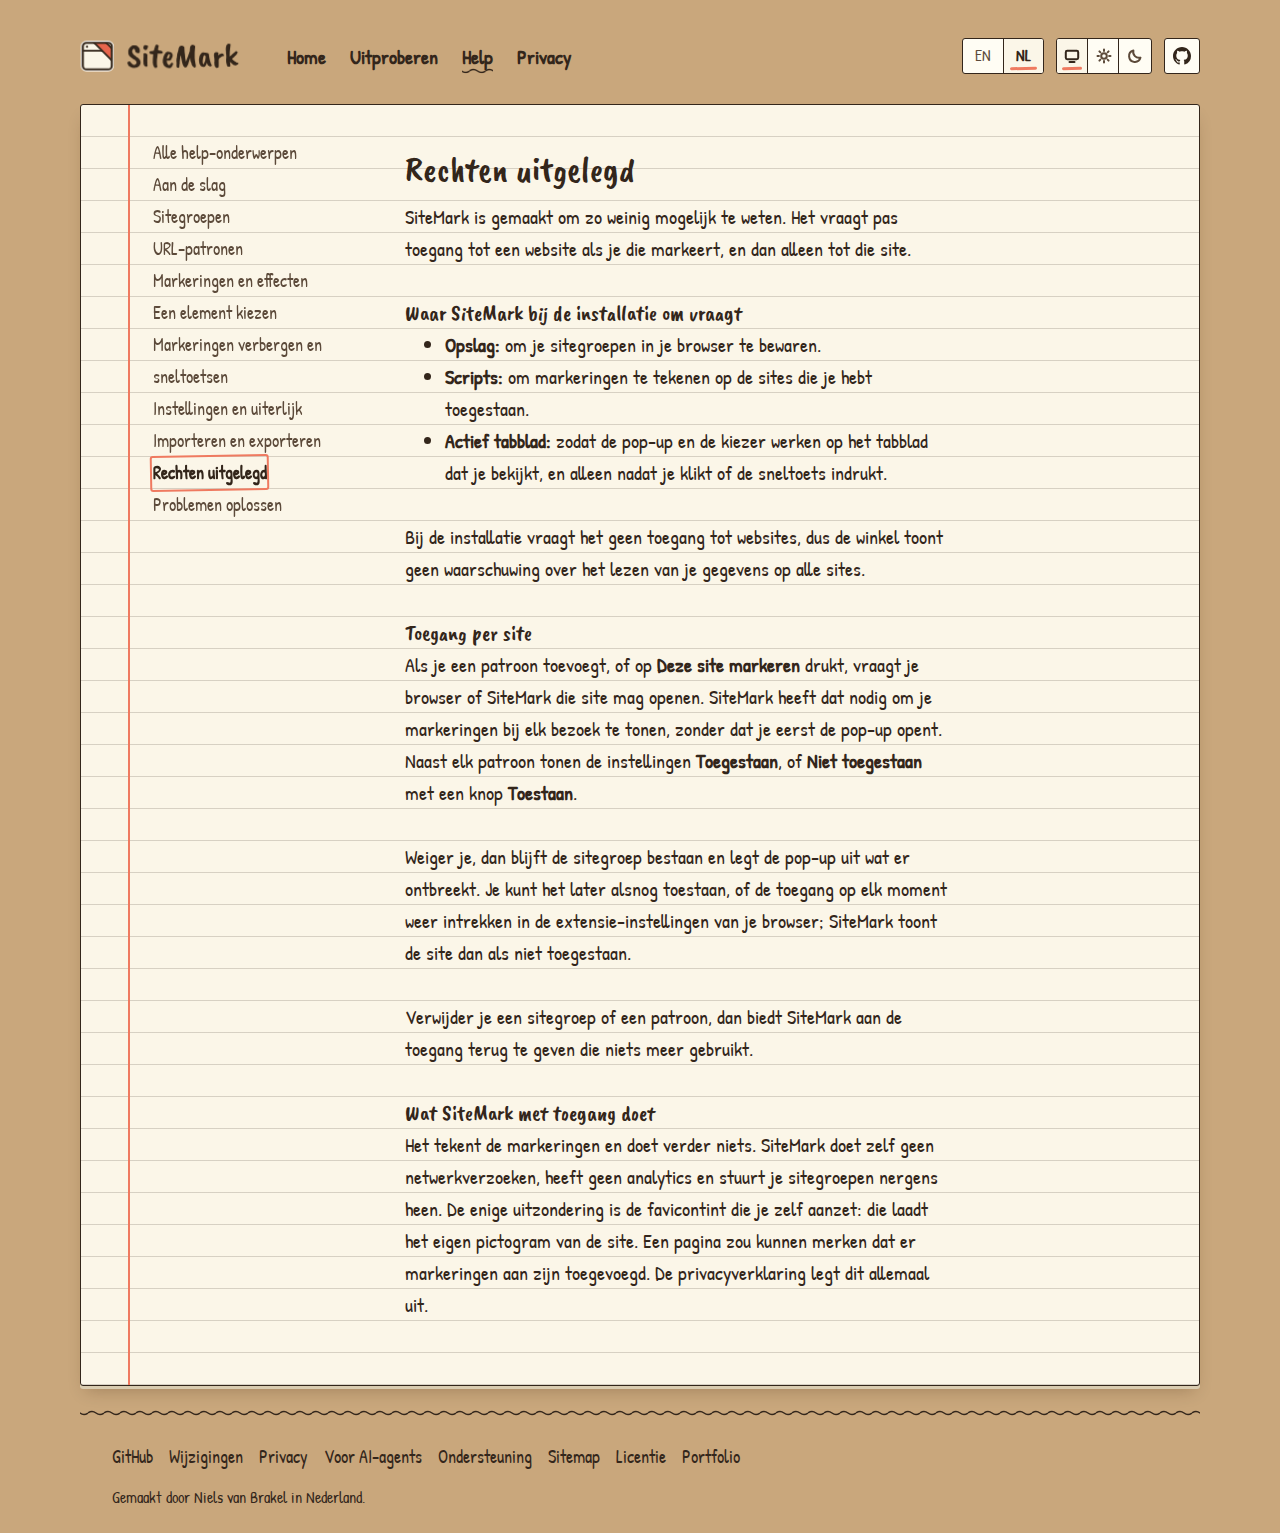 SiteMark
Home Uitproberen Help Privacy
EN NL
Alle help-onderwerpen
Aan de slag
Sitegroepen
URL-patronen
Markeringen en effecten
Een element kiezen
Markeringen verbergen en
sneltoetsen
Instellingen en uiterlijk
Importeren en exporteren
Rechten uitgelegd
Problemen oplossen
Rechten uitgelegd
SiteMark is gemaakt om zo weinig mogelijk te weten. Het vraagt pas
toegang tot een website als je die markeert, en dan alleen tot die site.
Waar SiteMark bij de installatie om vraagt
• Opslag: om je sitegroepen in je browser te bewaren.
• Scripts: om markeringen te tekenen op de sites die je hebt
toegestaan.
• Actief tabblad: zodat de pop-up en de kiezer werken op het tabblad
dat je bekijkt, en alleen nadat je klikt of de sneltoets indrukt.
Bij de installatie vraagt het geen toegang tot websites, dus de winkel toont
geen waarschuwing over het lezen van je gegevens op alle sites.
Toegang per site
Als je een patroon toevoegt, of op Deze site markeren drukt, vraagt je
browser of SiteMark die site mag openen. SiteMark heeft dat nodig om je
markeringen bij elk bezoek te tonen, zonder dat je eerst de pop-up opent.
Naast elk patroon tonen de instellingen Toegestaan, of Niet toegestaan
met een knop Toestaan.
Weiger je, dan blijft de sitegroep bestaan en legt de pop-up uit wat er
ontbreekt. Je kunt het later alsnog toestaan, of de toegang op elk moment
weer intrekken in de extensie-instellingen van je browser; SiteMark toont
de site dan als niet toegestaan.
Verwijder je een sitegroep of een patroon, dan biedt SiteMark aan de
toegang terug te geven die niets meer gebruikt.
Wat SiteMark met toegang doet
Het tekent de markeringen en doet verder niets. SiteMark doet zelf geen
netwerkverzoeken, heeft geen analytics en stuurt je sitegroepen nergens
heen. De enige uitzondering is de favicontint die je zelf aanzet: die laadt
het eigen pictogram van de site. Een pagina zou kunnen merken dat er
markeringen aan zijn toegevoegd. De privacyverklaring legt dit allemaal
uit.
GitHub Wijzigingen Privacy Voor AI-agents Ondersteuning Sitemap Licentie Portfolio
Gemaakt door Niels van Brakel in Nederland.